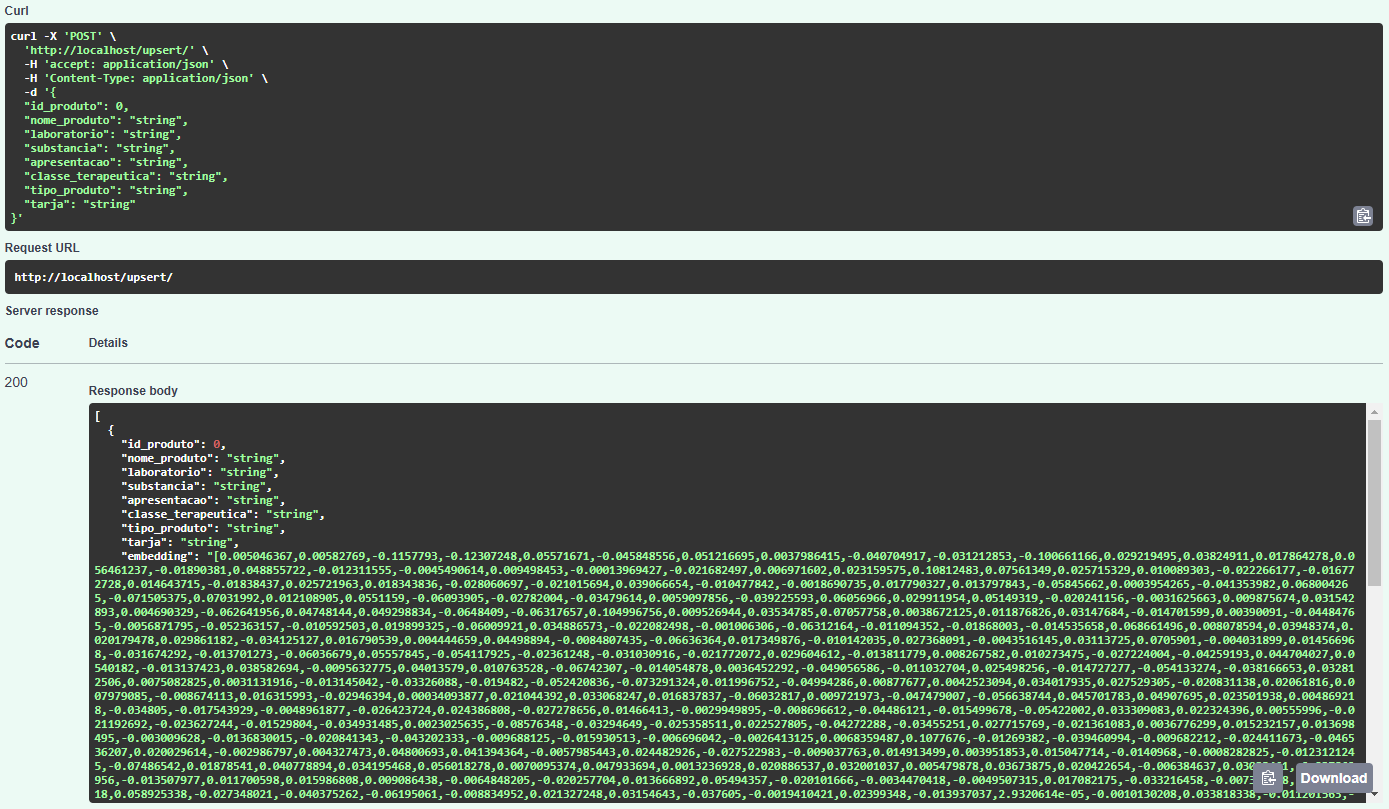 Curl
curl -X 'POST' \
'http://localhost/upsert/' \
-H 'accept: application/json' \
-H 'Content-Type: application/json' \
-d '{
"id_produto": 0,
"nome_produto": "string",
"laboratorio": "string",
"substancia": "string",
"apresentacao": "string",
"classe_terapeutica": "string",
"tipo_produto": "string",
"tarja": "string"
}'
Request URL
http://localhost/upsert/
Server response
Code Details
200
Response body
[
{
"id_produto": 0,
"nome_produto": "string",
"laboratorio": "string",
"substancia": "string",
"apresentacao": "string",
"classe_terapeutica": "string",
"tipo_produto": "string",
"tarja": "string",
"embedding": "[0.005046367,0.00582769,-0.1157793,-0.12307248,0.05571671,-0.045848556,0.051216695,0.0037986415,-0.040704917,-0.031212853,-0.100661166,0.029219495,0.03824911,0.017864278,0.0
56461237,-0.01890381,0.048855722,-0.012311555,-0.0045490614,0.009498453,-0.00013969427,-0.021682497,0.006971602,0.023159575,0.10812483,0.07561349,0.025715329,0.010089303,-0.022266177,-0.01677
2728,0.014643715,-0.01838437,0.025721963,0.018343836,-0.028060697,-0.021015694,0.039066654,-0.010477842,-0.0018690735,0.017790327,0.013797843,-0.05845662,0.0003954265,-0.041353982,0.06800426
5,-0.071505375,0.07031992,0.012108905,0.0551159,-0.06093905,-0.02782004,-0.03479614,0.0059097856,-0.039225593,0.06056966,0.029911954,0.05149319,-0.020241156,-0.0031625663,0.009875674,0.031542
893,0.004690329,-0.062641956,0.04748144,0.049298834,-0.0648409,-0.06317657,0.104996756,0.009526944,0.03534878,0.07057758,0.0038672125,0.011876826,0.03147684,-0.014701599,0.00390091,-0.0448476
5,-0.0056871795,-0.052363157,-0.010592503,0.019899325,-0.06009921,0.034886573,-0.022082498,-0.001006306,-0.06312164,-0.011094352,-0.01868003,-0.014535658,0.068661496,0.008078594,0.03948374,0.0
020179478,0.029861182,-0.034125127,0.016790539,0.004444659,0.04498894,-0.0084807435,-0.06636364,0.017349876,-0.010142035,0.027368091,-0.0043516145,0.03113725,0.0705901,-0.004031899,0.01456696
8,-0.031674292,-0.013701273,-0.06036679,0.05577845,-0.054117925,-0.02361248,-0.031030916,-0.021772072,0.029604612,-0.013811779,0.008267582,0.010273475,-0.027224004,-0.04259193,0.044704027,0.0
540182,-0.013137423,0.038582694,-0.0095632775,0.04013579,0.010763528,-0.06742307,-0.014054878,0.0036452292,-0.049056586,-0.011032704,0.025498256,-0.014727277,-0.054133274,-0.038166653,0.03281
2506,0.0075082825,0.0031131916,-0.013145042,-0.03326088,-0.019482,-0.052420836,-0.073291324,0.011996752,-0.04994286,0.00877677,0.0042523094,0.034017935,0.027529305,-0.020831138,0.02061816,0.0
07979085,-0.008674113,0.016315993,-0.02946394,0.00034093877,0.021044392,0.033068247,0.016837837,-0.06032817,0.009721973,-0.047479007,-0.056638744,0.045701783,0.04907695,0.023501938,0.00486921
8,-0.034805,-0.017543929,-0.0048961877,-0.026423724,0.024386808,-0.027278656,0.01466413,-0.0029949895,-0.008696612,-0.04486121,-0.015499678,-0.05422002,0.033309083,0.022324396,0.00555996,-0.0
21192692,-0.023627244,-0.01529804,-0.034931485,0.0023025635,-0.08576348,-0.03294649,-0.025358511,0.022527805,-0.04272288,-0.03455251,0.027715769,-0.021361083,0.0036776299,0.015232157,0.013698
495,-0.003009628,-0.0136830015,-0.020841343,-0.043202333,-0.009688125,-0.015930513,-0.006696042,-0.0026413125,0.0068359487,0.1077676,-0.01269382,-0.039460994,-0.009682212,-0.024411673,-0.0465
36207,0.020029614,-0.002986797,0.004327473,0.04800693,0.041394364,-0.0057985443,0.024482926,-0.027522983,-0.009037763,0.014913499,0.003951853,0.015047714,-0.0140968,-0.0008282825,-0.012312124
5,-0.07486542,0.01878541,0.040778894,0.034195468,0.056018278,0.0070095374,0.047933694,0.0013236928,0.020886537,0.032001037,0.005479878,0.03673875,0.020422654,-0.006384637,
956,-0.013507977,0.011700598,0.015986808,0.009086438,-0.0064848205,-0.020257704,0.013666892,0.05494357,-0.020101666,-0.0034470418,-0.0049507315,0.017082175,-0.033216458,
18,0.058925338,-0.027348021,-0.040375262,-0.06195061,-0.008834952,0.021327248,0.03154643,-0.037605,-0.0019410421,0.02399348,-0.013937037,2.9320614e-05,-0.0010130208,0.033818338,
Download